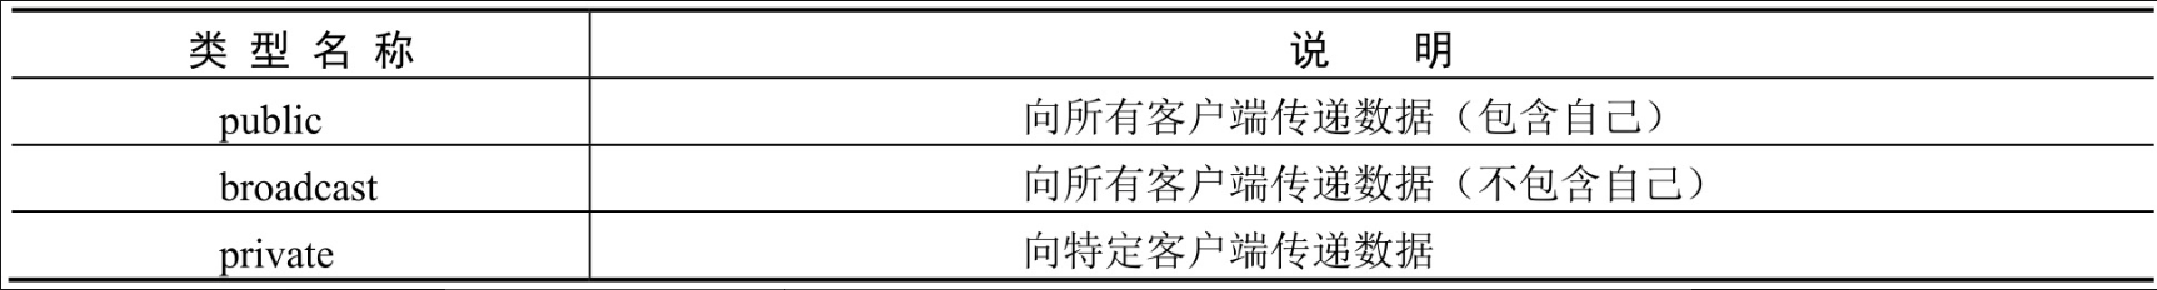 类型名称 说明
public 向所有客户端传递数据（包含自己）
broadcast 向所有客户端传递数据（不包含自己）
private 向特定客户端传递数据